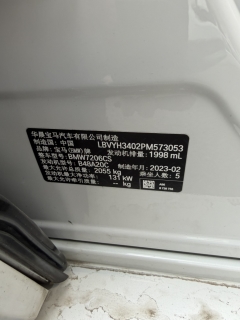 华晨宝马汽车有限公司制造
制造国：中国 LBVYH3402PM573053
品牌：宝马(BMW)牌 发动机排量：1998 mL
整车型号：BMW7206CS
发动机型号：B48A20C 制造年月：2023-02
最大允许总质量：2055 kg 乘坐人数：5
发动机最大净功率：131 kW